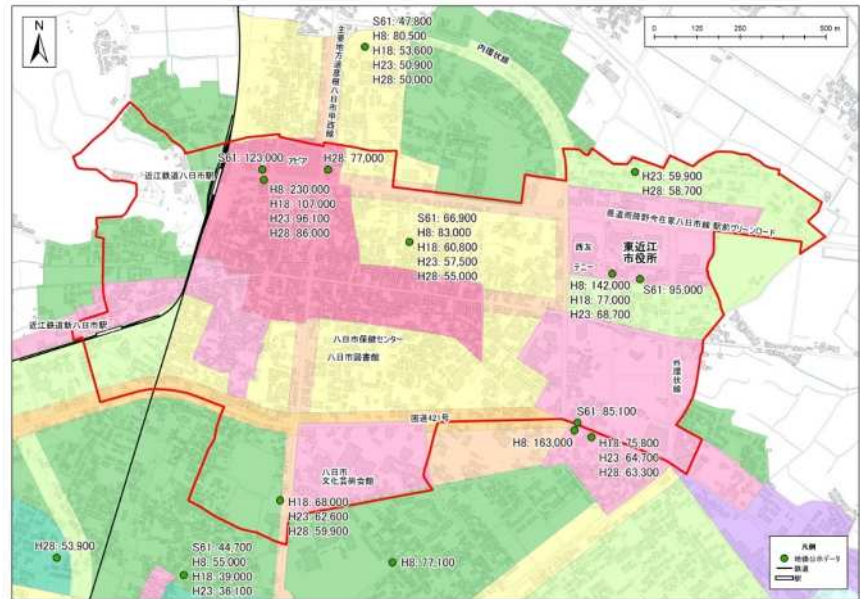 N
S61: 47,800
H8: 80,500
H18: 53,600
H23: 50,900
H28: 50,000
0 125 250 500 m
主要地方道彦根八日市甲西線
内環状線
S61: 123,000
アピア
H28: 77,000
近江鉄道八日市駅
H8: 230,000
H18: 107,000
H23: 96,100
H28: 86,000
H23: 59,900
H28: 58,700
S61: 66,900
H8: 83,000
H18: 60,800
H23: 57,500
H28: 55,000
県道雨降野今在家八日市線 駅前グリーンロード
西友
東近江
市役所
テニー
H8: 142,000
H18: 77,000
H23: 68,700
S61: 95,000
近江鉄道新八日市駅
八日市保健センター
八日市図書館
外環状線
国道421号
S61: 85,100
H8: 163,000
H18: 75,800
H23: 64,700
H28: 63,300
八日市
文化芸術会館
H18: 68,000
H23: 62,600
H28: 59,900
H28: 53,900
S61: 44,700
H8: 55,000
H18: 39,000
H23: 36,100
H8: 77,100
凡例
地価公示データ
鉄道
駅